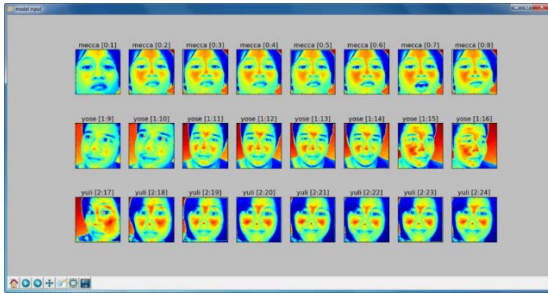 model input
mecca [0:1] mecca [0:2] mecca [0:3] mecca [0:4] mecca [0:5] mecca [0:6] mecca [0:7] mecca [0:8]
yose [1:9] yose [1:10] yose [1:11] yose [1:12] yose [1:13] yose [1:14] yose [1:15] yose [1:16]
yuli [2:17] yuli [2:18] yuli [2:19] yuli [2:20] yuli [2:21] yuli [2:22] yuli [2:23] yuli [2:24]